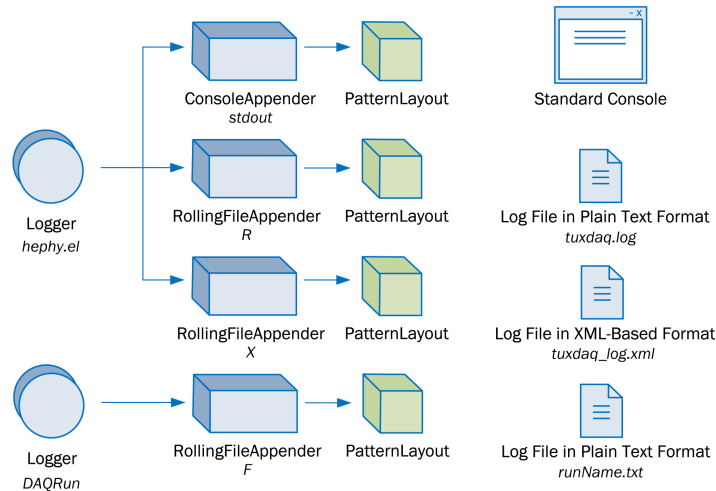 - x
ConsoleAppender PatternLayout Standard Console
stdout
Logger
hephy.el
RollingFileAppender PatternLayout Log File in Plain Text Format
R tuxdaq.log
RollingFileAppender PatternLayout Log File in XML-Based Format
X tuxdaq_log.xml
Logger
DAQRun
RollingFileAppender PatternLayout Log File in Plain Text Format
F runName.txt